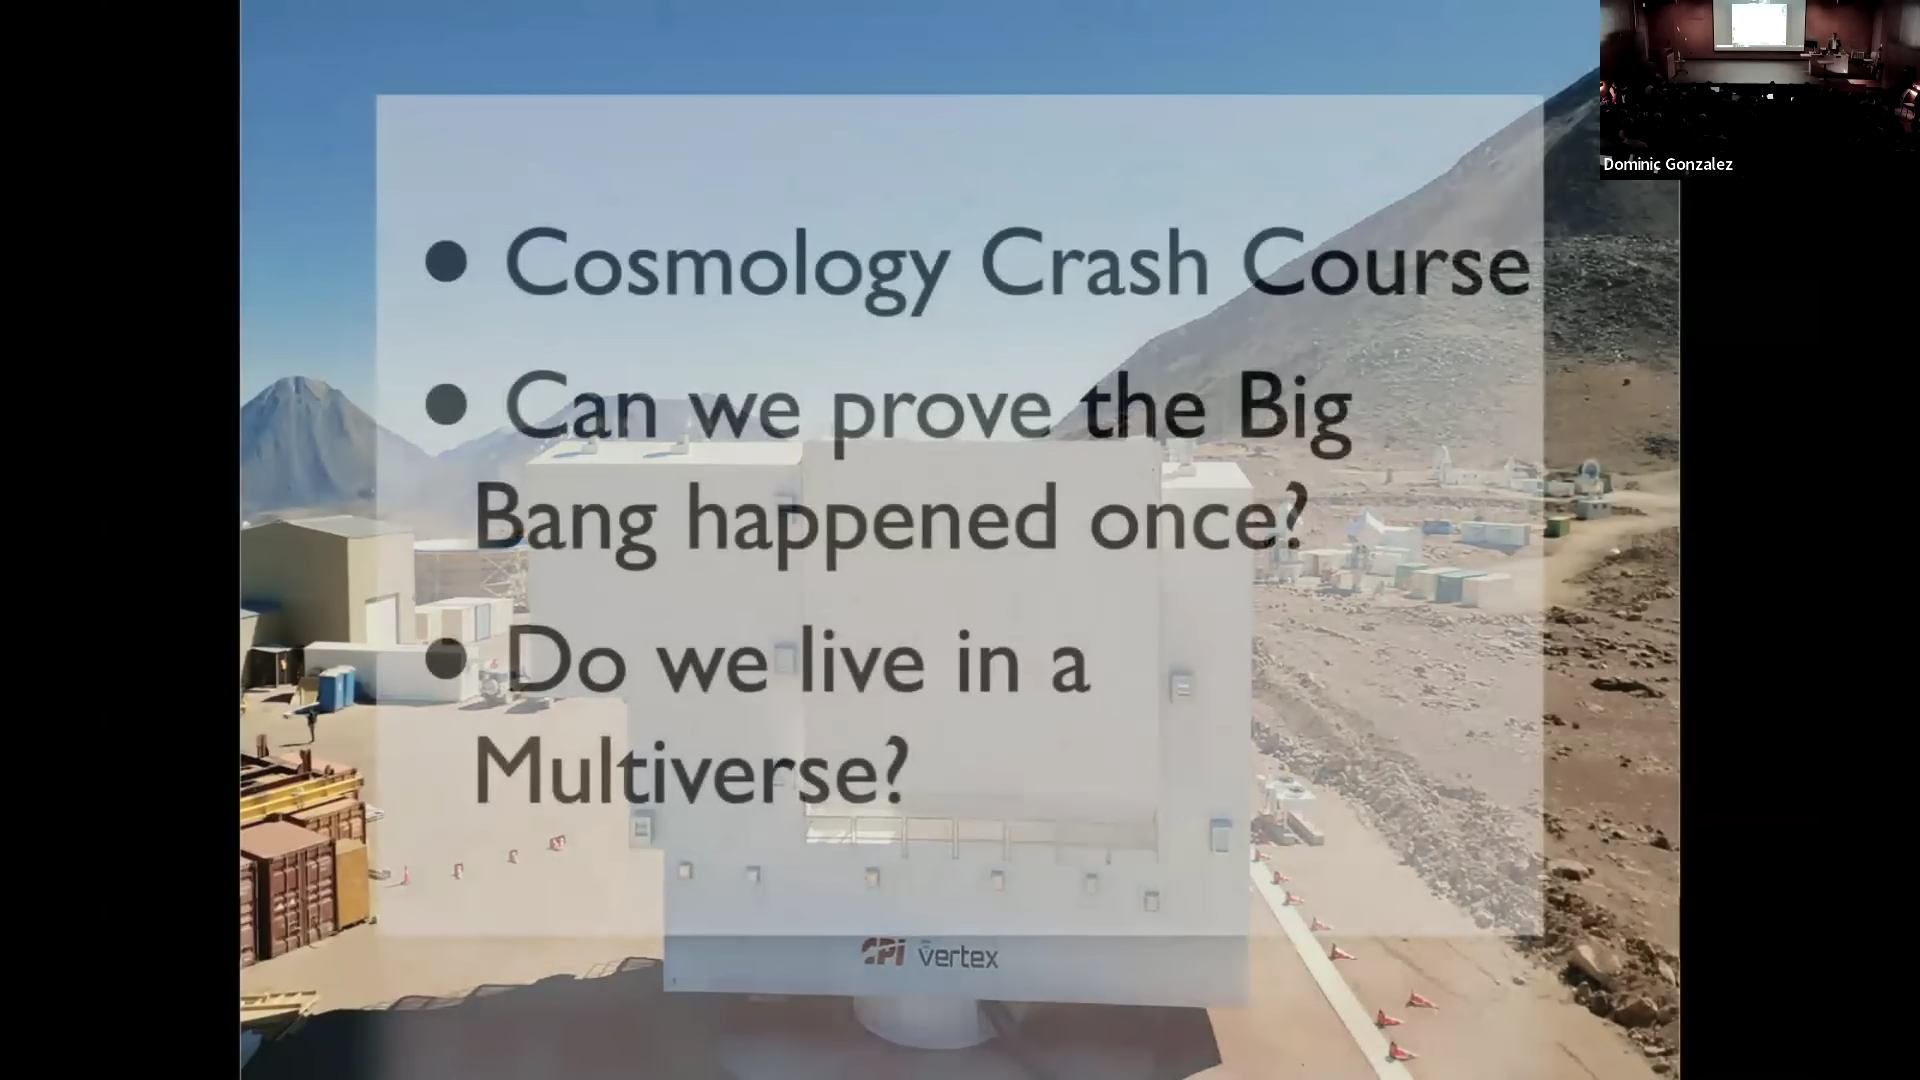 Dominic Gonzalez
• Cosmology Crash Course
• Can we prove the Big
Bang happened once?
• Do we live in a
Multiverse?
CPI vertex